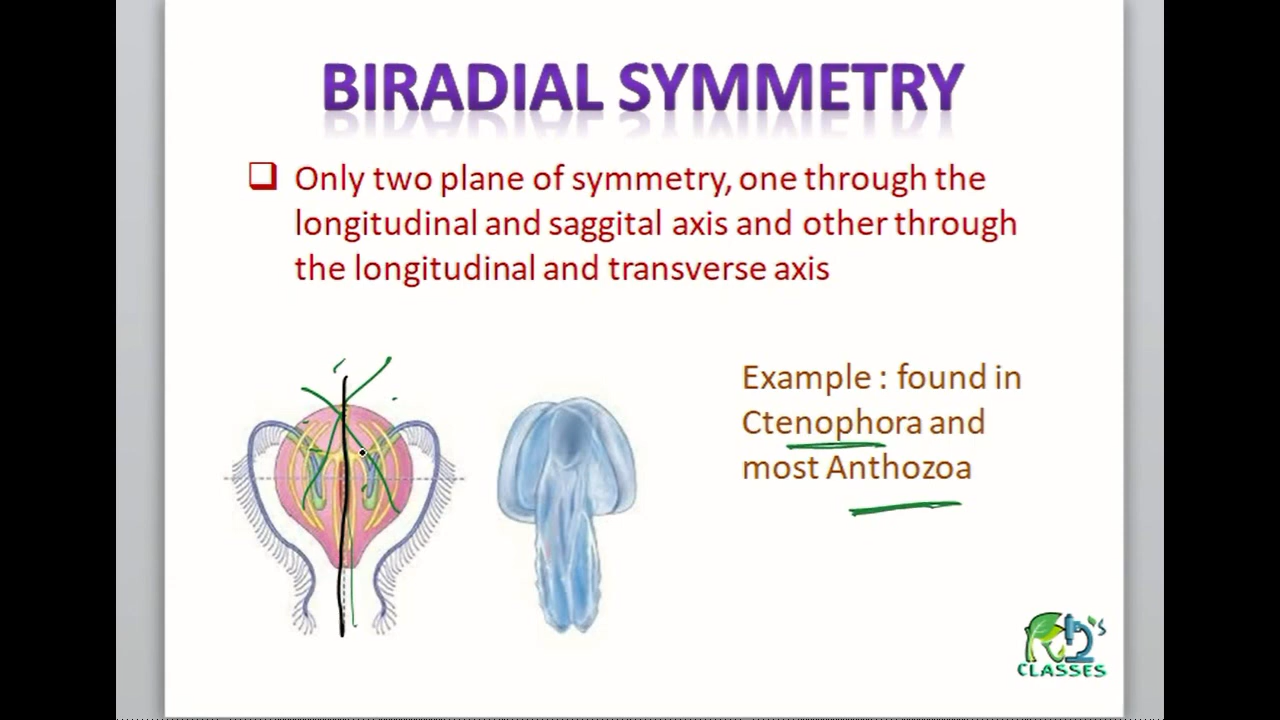 BIRADIAL SYMMETRY
Only two plane of symmetry, one through the
longitudinal and saggital axis and other through
the longitudinal and transverse axis
Example : found in
Ctenophora and
most Anthozoa
's
CLASSES